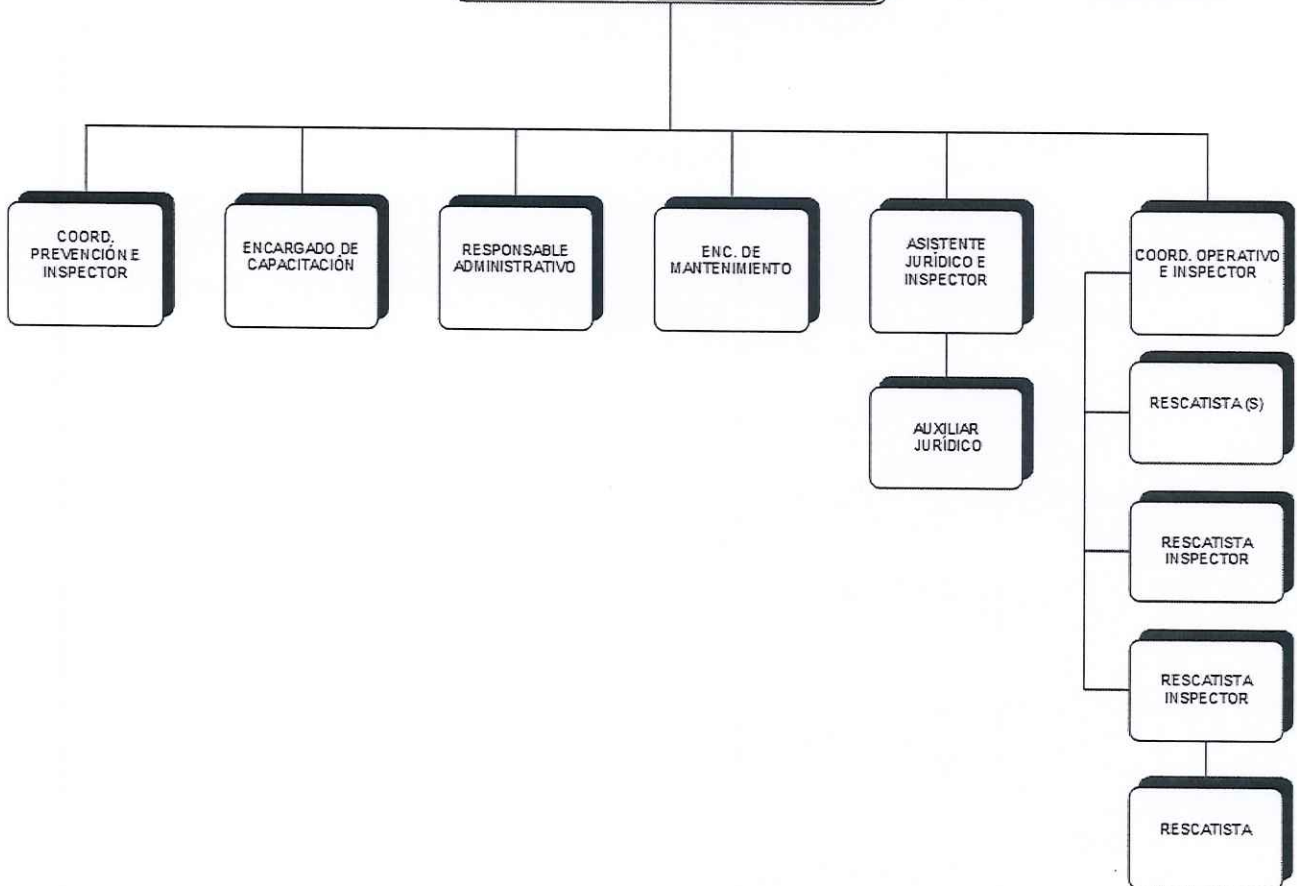 COORD.
PREVENCIÓN E
INSPECTOR
ENCARGADO DE
CAPACITACIÓN
RESPONSABLE
ADMINISTRATIVO
ENC. DE
MANTENIMIENTO
ASISTENTE
JURÍDICO E
INSPECTOR
COORD. OPERATIVO
E INSPECTOR
AUXILIAR
JURÍDICO
RESCATISTA (S)
RESCATISTA
INSPECTOR
RESCATISTA
INSPECTOR
RESCATISTA